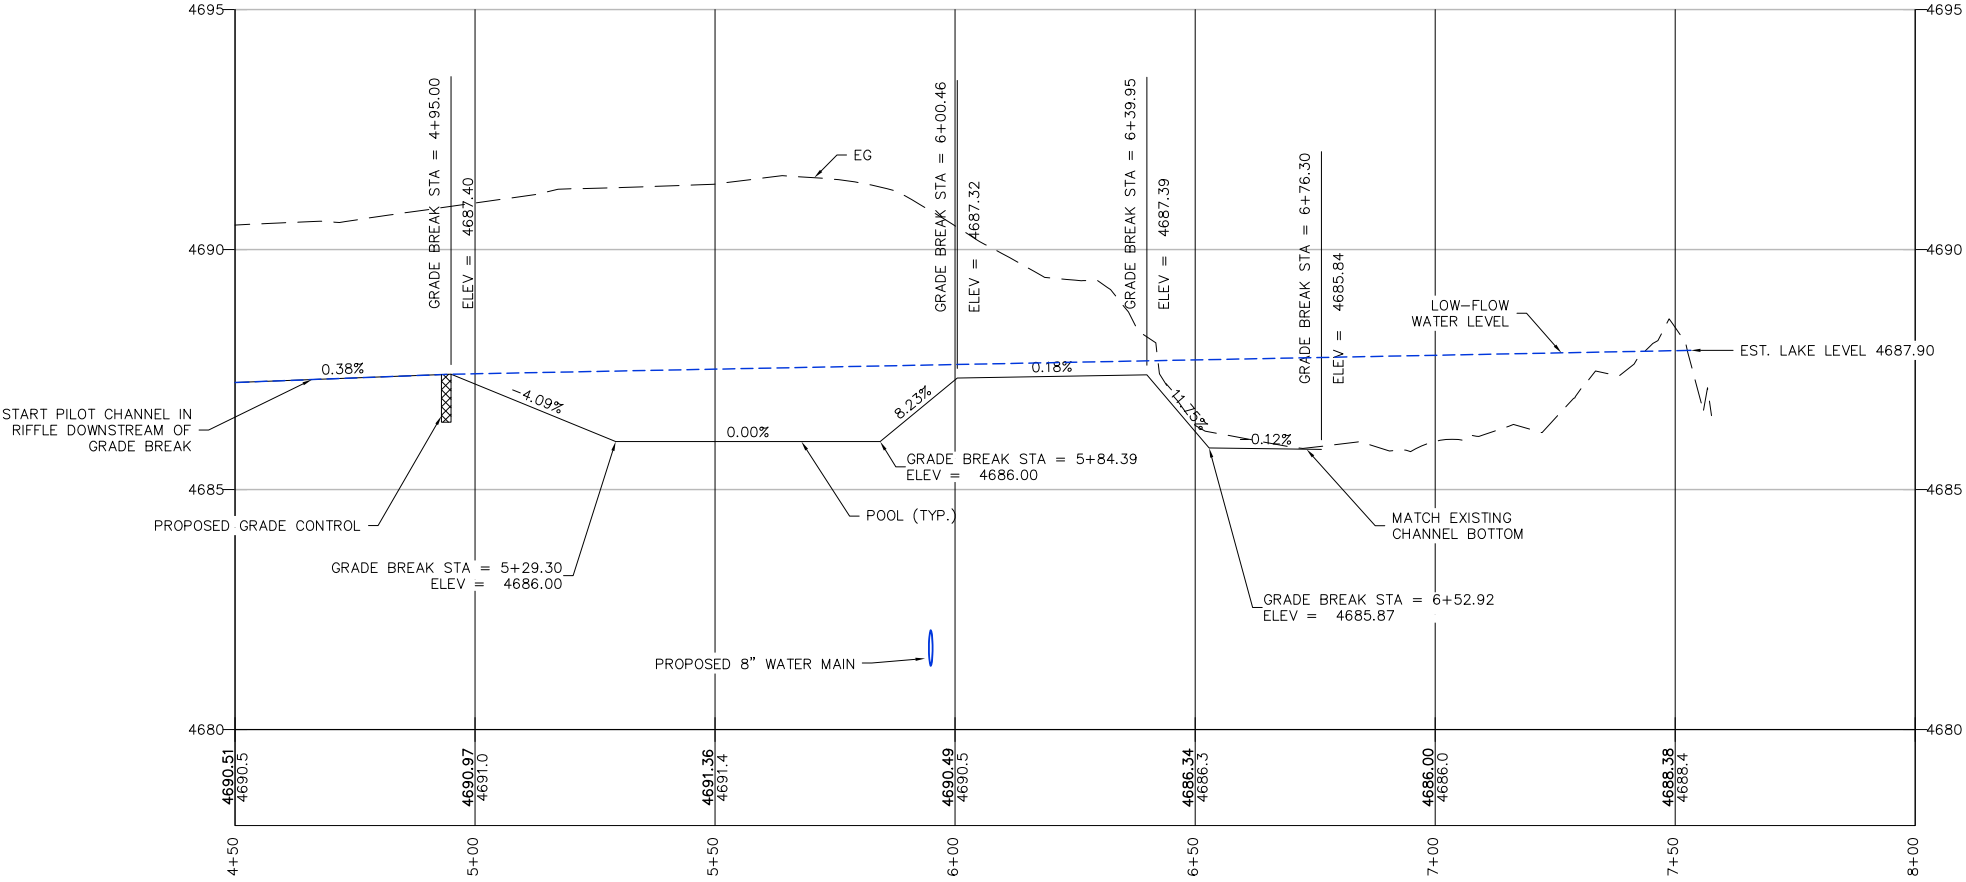 4695
4695
GRADE BREAK STA = 4+95.00
ELEV = 4687.40
GRADE BREAK STA = 6+00.46
ELEV = 4687.32
GRADE BREAK STA = 6+39.95
ELEV = 4687.39
GRADE BREAK STA = 6+76.30
ELEV = 4685.84
EG
4690
4690
LOW-FLOW
WATER LEVEL
EST. LAKE LEVEL 4687.90
0.38%
-4.09%
0.00%
8.23%
0.18%
-11.75%
-0.12%
START PILOT CHANNEL IN
RIFFLE DOWNSTREAM OF
GRADE BREAK
GRADE BREAK STA = 5+84.39
ELEV = 4686.00
4685
4685
PROPOSED GRADE CONTROL
POOL (TYP.)
MATCH EXISTING
CHANNEL BOTTOM
GRADE BREAK STA = 5+29.30
ELEV = 4686.00
GRADE BREAK STA = 6+52.92
ELEV = 4685.87
PROPOSED 8" WATER MAIN
4680
4680
4690.51
4690.5
4690.97
4691.0
4691.36
4691.4
4690.49
4690.5
4686.34
4686.3
4686.00
4686.0
4688.38
4688.4
4+50
5+00
5+50
6+00
6+50
7+00
7+50
8+00